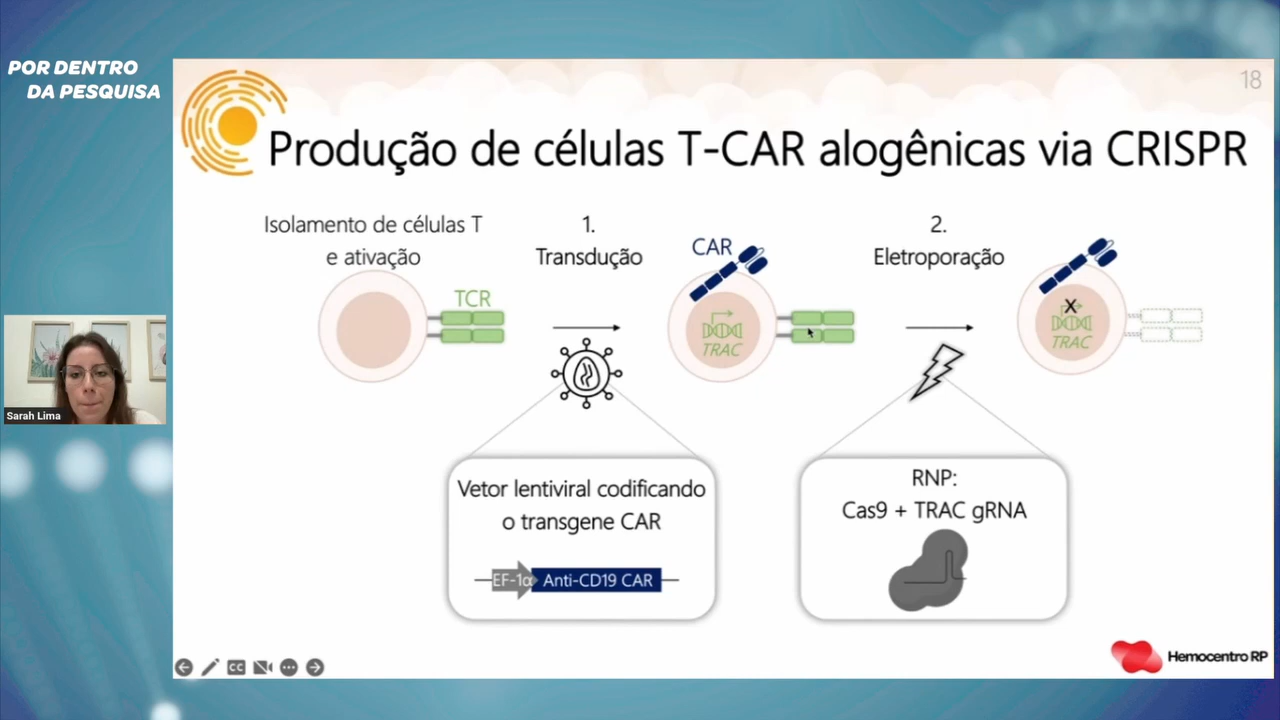 POR DENTRO
DA PESQUISA
18
Produção de células T-CAR alogênicas via CRISPR
Isolamento de células T
e ativação
TCR
1.
Transdução
CAR
TRAC
2.
Eletroporação
X
TRAC
Vetor lentiviral codificando
o transgene CAR
EF-1α Anti-CD19 CAR
RNP:
Cas9 + TRAC gRNA
Sarah Lima
CC
Hemocentro RP